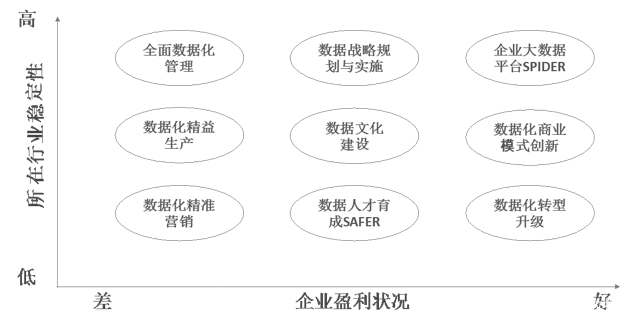 高
全面数据化
管理
数据战略规
划与实施
企业大数据
平台SPIDER
所在行业稳定性
数据化精益
生产
数据文化
建设
数据化商业
模式创新
数据化精准
营销
数据人才育
成SAFER
数据化转型
升级
低
差
企业盈利状况
好